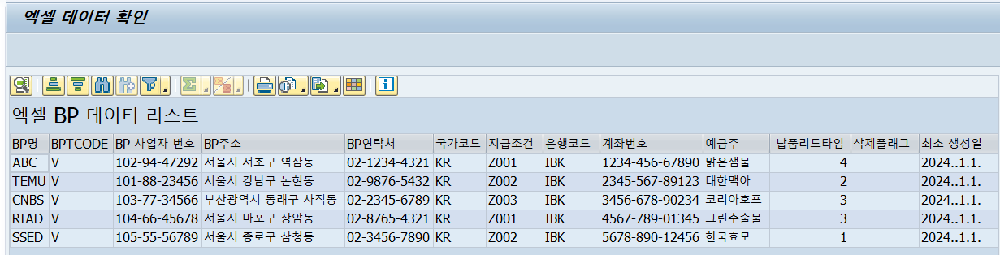 엑셀 데이터 확인
엑셀 BP 데이터 리스트
BP명 BPTCODE BP 사업자 번호 BP주소 BP연락처 국가코드 지급조건 은행코드 계좌번호 예금주 납품리드타임 삭제플래그 최초 생성일
ABC V 102-94-47292 서울시 서초구 역삼동 02-1234-4321 KR Z001 IBK 1234-456-67890 맑은샘물 4 2024..1.1.
TEMU V 101-88-23456 서울시 강남구 논현동 02-9876-5432 KR Z002 IBK 2345-567-89123 대한맥아 2 2024..1.1.
CNBS V 103-77-34566 부산광역시 동래구 사직동 02-2345-6789 KR Z003 IBK 3456-678-90234 코리아호프 3 2024..1.1.
RIAD V 104-66-45678 서울시 마포구 상암동 02-8765-4321 KR Z001 IBK 4567-789-01345 그린추출물 3 2024..1.1.
SSED V 105-55-56789 서울시 종로구 삼청동 02-3456-7890 KR Z002 IBK 5678-890-12456 한국효모 1 2024..1.1.